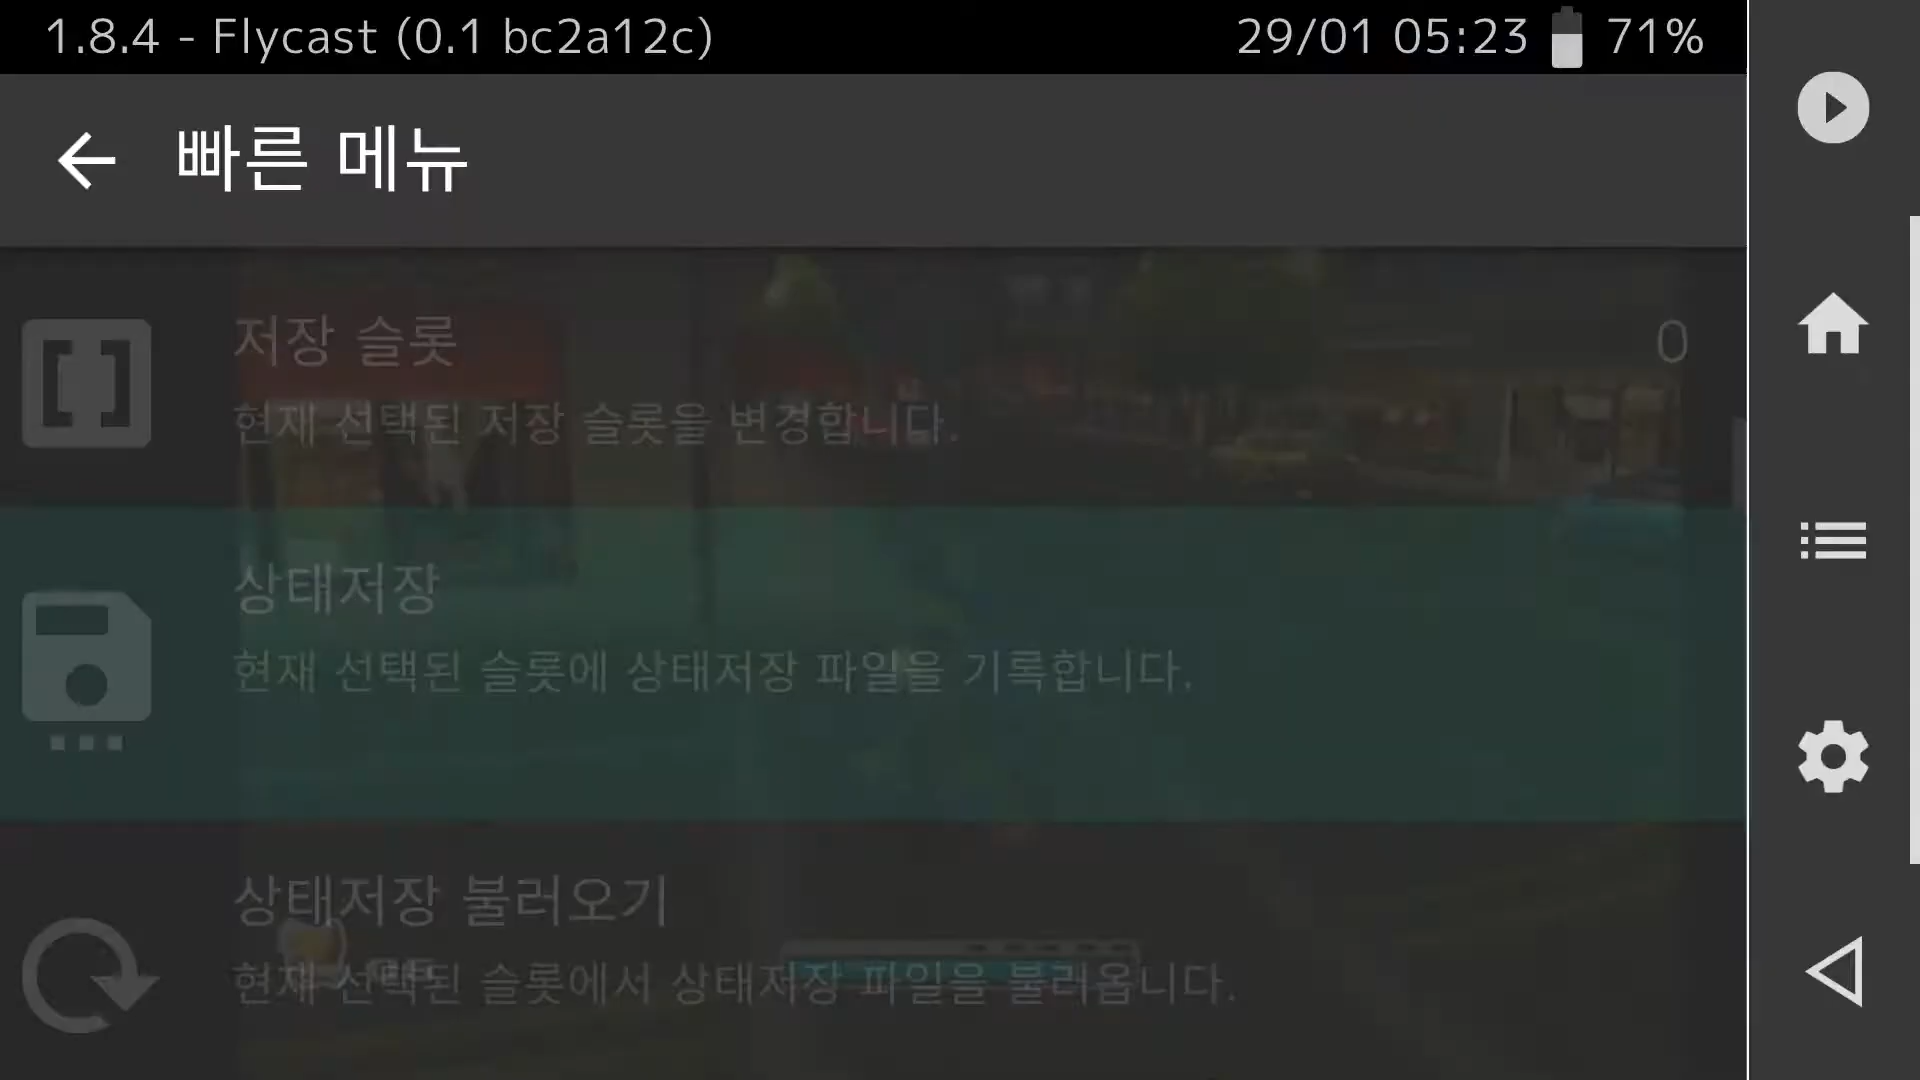 1.8.4 - Flycast (0.1 bc2a12c)
29/01 05:23 71%
빠른 메뉴
저장 슬롯 0
현재 선택된 저장 슬롯을 변경합니다.
상태저장
현재 선택된 슬롯에 상태저장 파일을 기록합니다.
상태저장 불러오기
현재 선택된 슬롯에서 상태저장 파일을 불러옵니다.